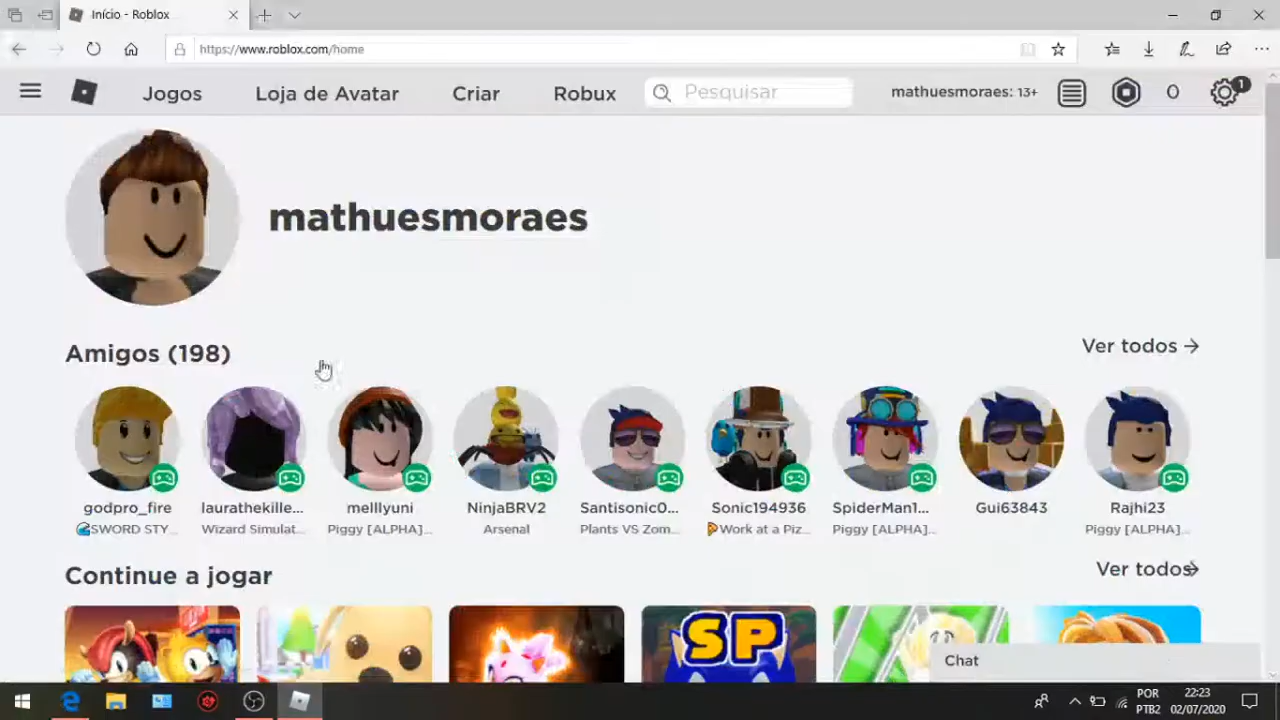 Início - Roblox
https://www.roblox.com/home
Jogos
Loja de Avatar
Criar
Robux
Pesquisar
mathuesmoraes: 13+
0
1
mathuesmoraes
Amigos (198)
Ver todos
godpro_fire
laurathekille...
melllyuni
NinjaBRV2
Santisonic0...
Sonic194936
SpiderMan1...
Gui63843
Rajhi23
SWORD STY...
Wizard Simulat...
Piggy [ALPHA]...
Arsenal
Plants VS Zom...
Work at a Piz...
Piggy [ALPHA]...
Piggy [ALPHA]...
Continue a jogar
Ver todos
SP
Chat
POR
PTB2
22:23
02/07/2020